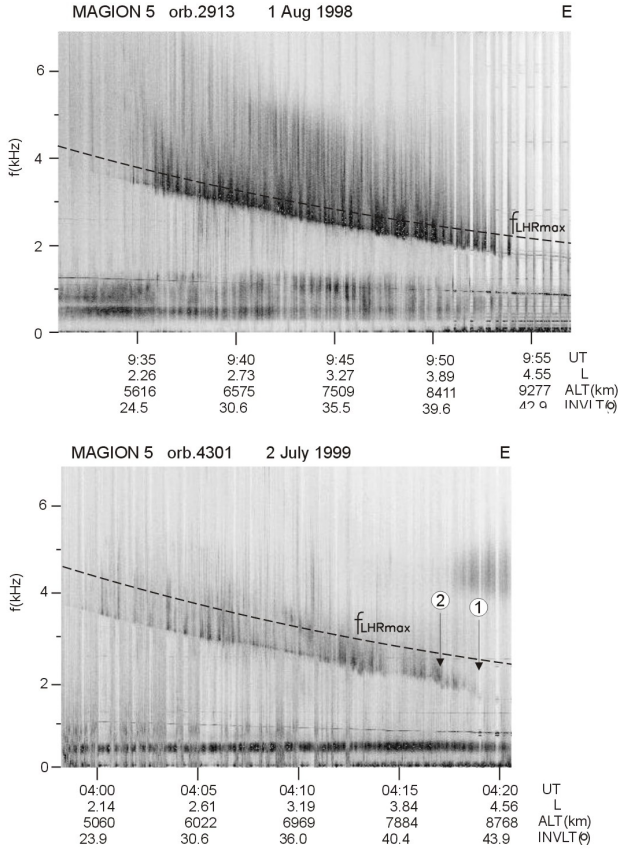 MAGION 5 orb.2913 1 Aug 1998 E
6
4
2
0
f(kHz)
fLHRmax
9:35 9:40 9:45 9:50 9:55 UT
2.26 2.73 3.27 3.89 4.55 L
5616 6575 7509 8411 9277 ALT(km)
24.5 30.6 35.5 39.6 42.9 INVLT(º)
MAGION 5 orb.4301 2 July 1999 E
6
4
2
0
f(kHz)
2 1
fLHRmax
04:00 04:05 04:10 04:15 04:20 UT
2.14 2.61 3.19 3.84 4.56 L
5060 6022 6969 7884 8768 ALT(km)
23.9 30.6 36.0 40.4 43.9 INVLT(º)